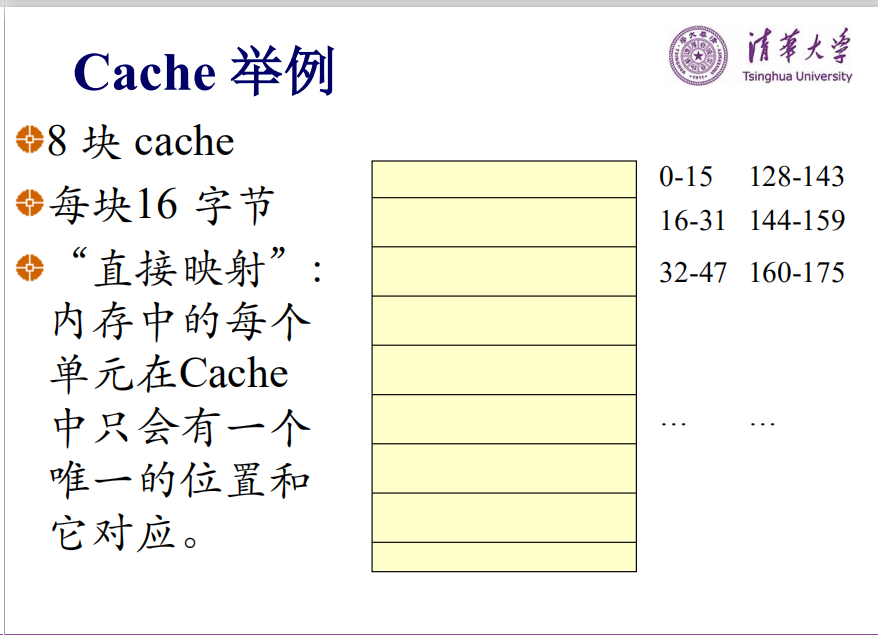 Cache 举例
清华大学
Tsinghua University
8 块 cache
每块16 字节
“直接映射”:
内存中的每个
单元在Cache
中只会有一个
唯一的位置和
它对应。
0-15 128-143
16-31 144-159
32-47 160-175
… …